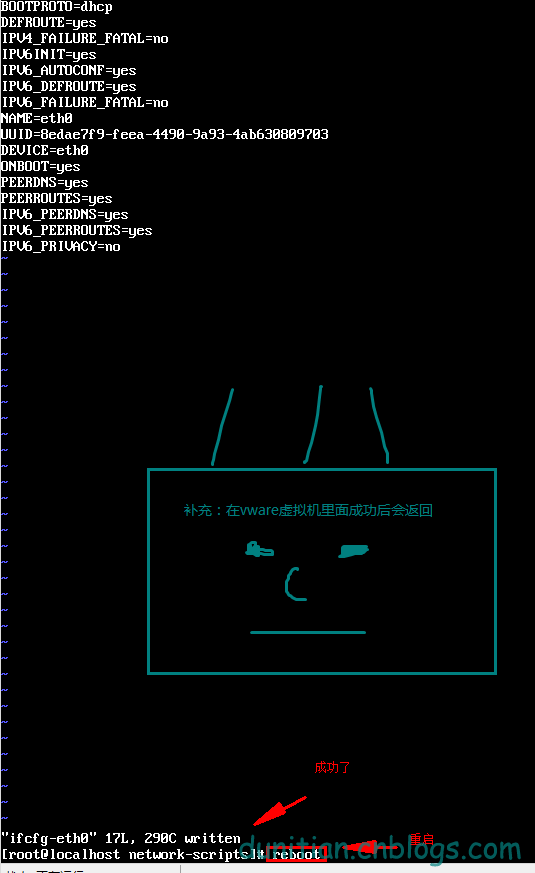 BOOTPROTO=dhcp
DEFROUTE=yes
IPV4_FAILURE_FATAL=no
IPV6INIT=yes
IPV6_AUTOCONF=yes
IPV6_DEFROUTE=yes
IPV6_FAILURE_FATAL=no
NAME=eth0
UUID=8edae7f9-feea-4490-9a93-4ab630809703
DEVICE=eth0
ONBOOT=yes
PEERDNS=yes
PEERROUTES=yes
IPV6_PEERDNS=yes
IPV6_PEERROUTES=yes
IPV6_PRIVACY=no
补充：在vware虚拟机里面成功后会返回
成功了
"ifcfg-eth0" 17L, 290C written
重启
[root@localhost network-scripts]# reboot
dunitian.cnblogs.com